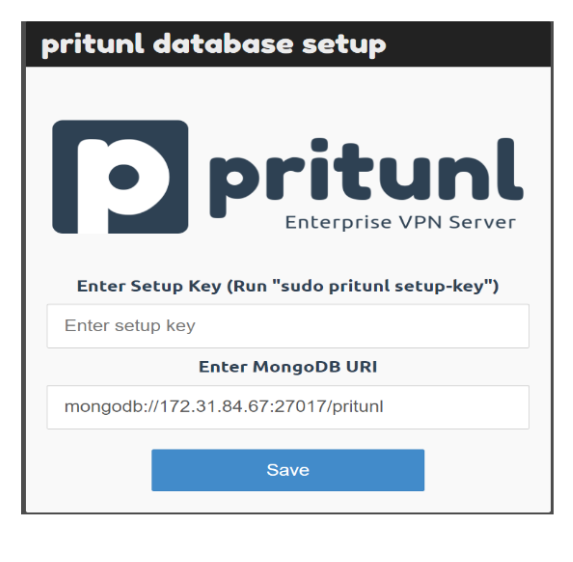 pritunl database setup
p pritunl
Enterprise VPN Server
Enter Setup Key (Run "sudo pritunl setup-key")
Enter setup key
Enter MongoDB URI
mongodb://172.31.84.67:27017/pritunl
Save